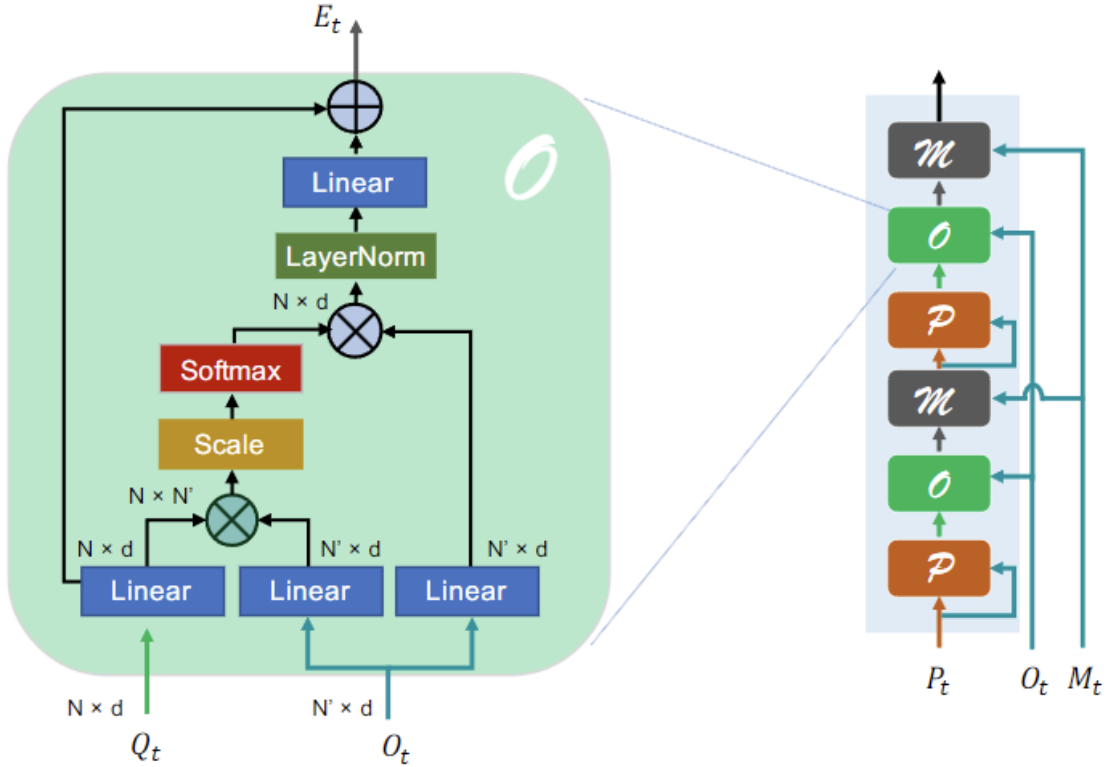 E_t
𝒪
Linear
LayerNorm
N × d
Softmax
Scale
N × N'
N × d
N' × d
N' × d
Linear
Linear
Linear
N × d
N' × d
Q_t
O_t
ℳ
𝒪
𝒫
ℳ
𝒪
𝒫
P_t
O_t
M_t